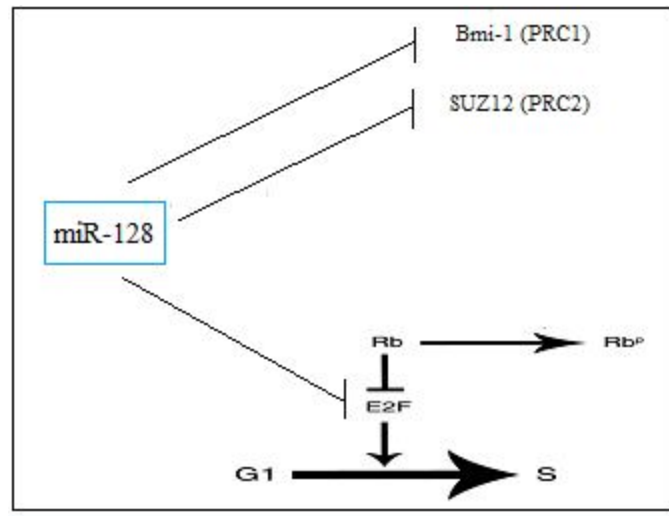 Bmi-1 (PRC1)
SUZ12 (PRC2)
miR-128
Rb Rbᵖ
E2F
G1 S